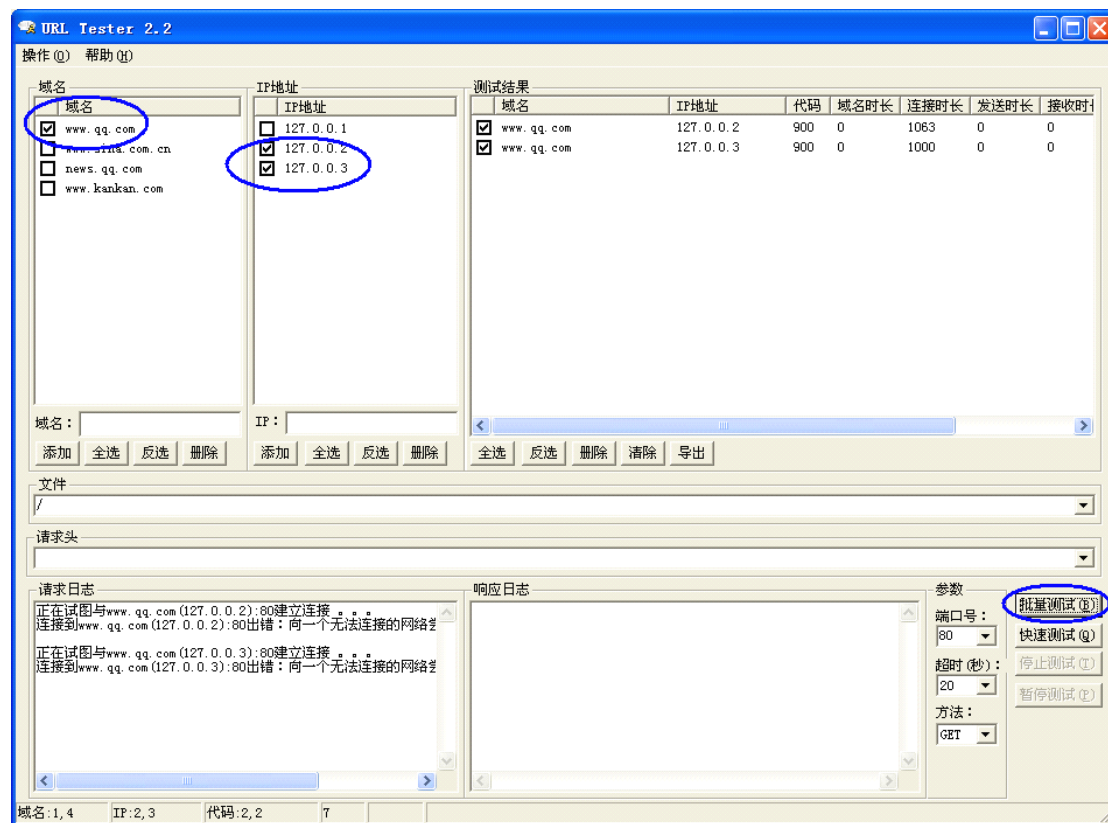 URL Tester 2.2
操作(O) 帮助(H)
域名
域名
www.qq.com
www.sina.com.cn
news.qq.com
www.kankan.com
域名：
添加 全选 反选 删除
IP地址
IP地址
127.0.0.1
127.0.0.2
127.0.0.3
IP：
添加 全选 反选 删除
测试结果
域名 IP地址 代码 域名时长 连接时长 发送时长 接收时
www.qq.com 127.0.0.2 900 0 1063 0 0
www.qq.com 127.0.0.3 900 0 1000 0 0
全选 反选 删除 清除 导出
文件
/
请求头
请求日志
正在试图与www.qq.com(127.0.0.2):80建立连接 。。。
连接到www.qq.com(127.0.0.2):80出错：向一个无法连接的网络尝
正在试图与www.qq.com(127.0.0.3):80建立连接 。。。
连接到www.qq.com(127.0.0.3):80出错：向一个无法连接的网络尝
响应日志
参数
端口号：
80
超时(秒)：
20
方法：
GET
批量测试(B)
快速测试(Q)
停止测试(T)
暂停测试(P)
域名:1,4 IP:2,3 代码:2,2 7